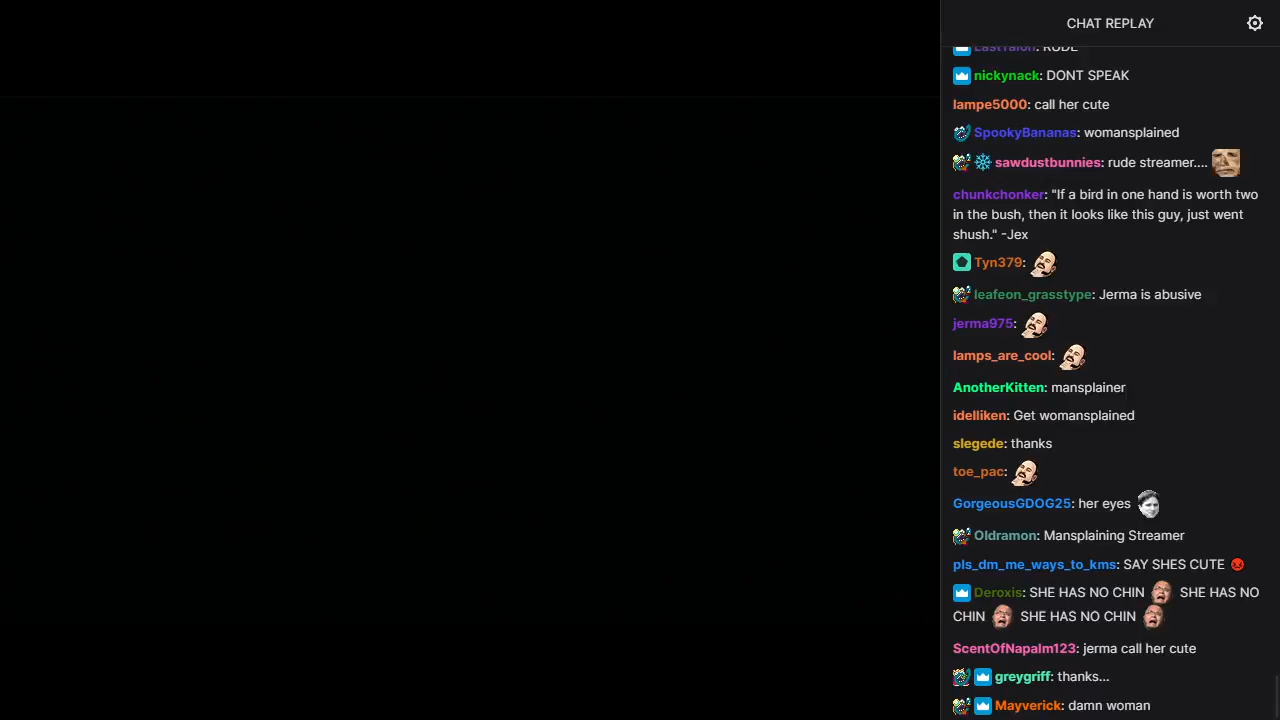 CHAT REPLAY
LastTalon: RUDE
nickynack: DONT SPEAK
lampe5000: call her cute
SpookyBananas: womansplained
sawdustbunnies: rude streamer....
chunkchonker: "If a bird in one hand is worth two
in the bush, then it looks like this guy, just went
shush." -Jex
Tyn379:
leafeon_grasstype: Jerma is abusive
jerma975:
lamps_are_cool:
AnotherKitten: mansplainer
idelliken: Get womansplained
slegede: thanks
toe_pac:
GorgeousGDOG25: her eyes
Oldramon: Mansplaining Streamer
pls_dm_me_ways_to_kms: SAY SHES CUTE
Deroxis: SHE HAS NO CHIN SHE HAS NO
CHIN SHE HAS NO CHIN
ScentOfNapalm123: jerma call her cute
greygriff: thanks...
Mayverick: damn woman